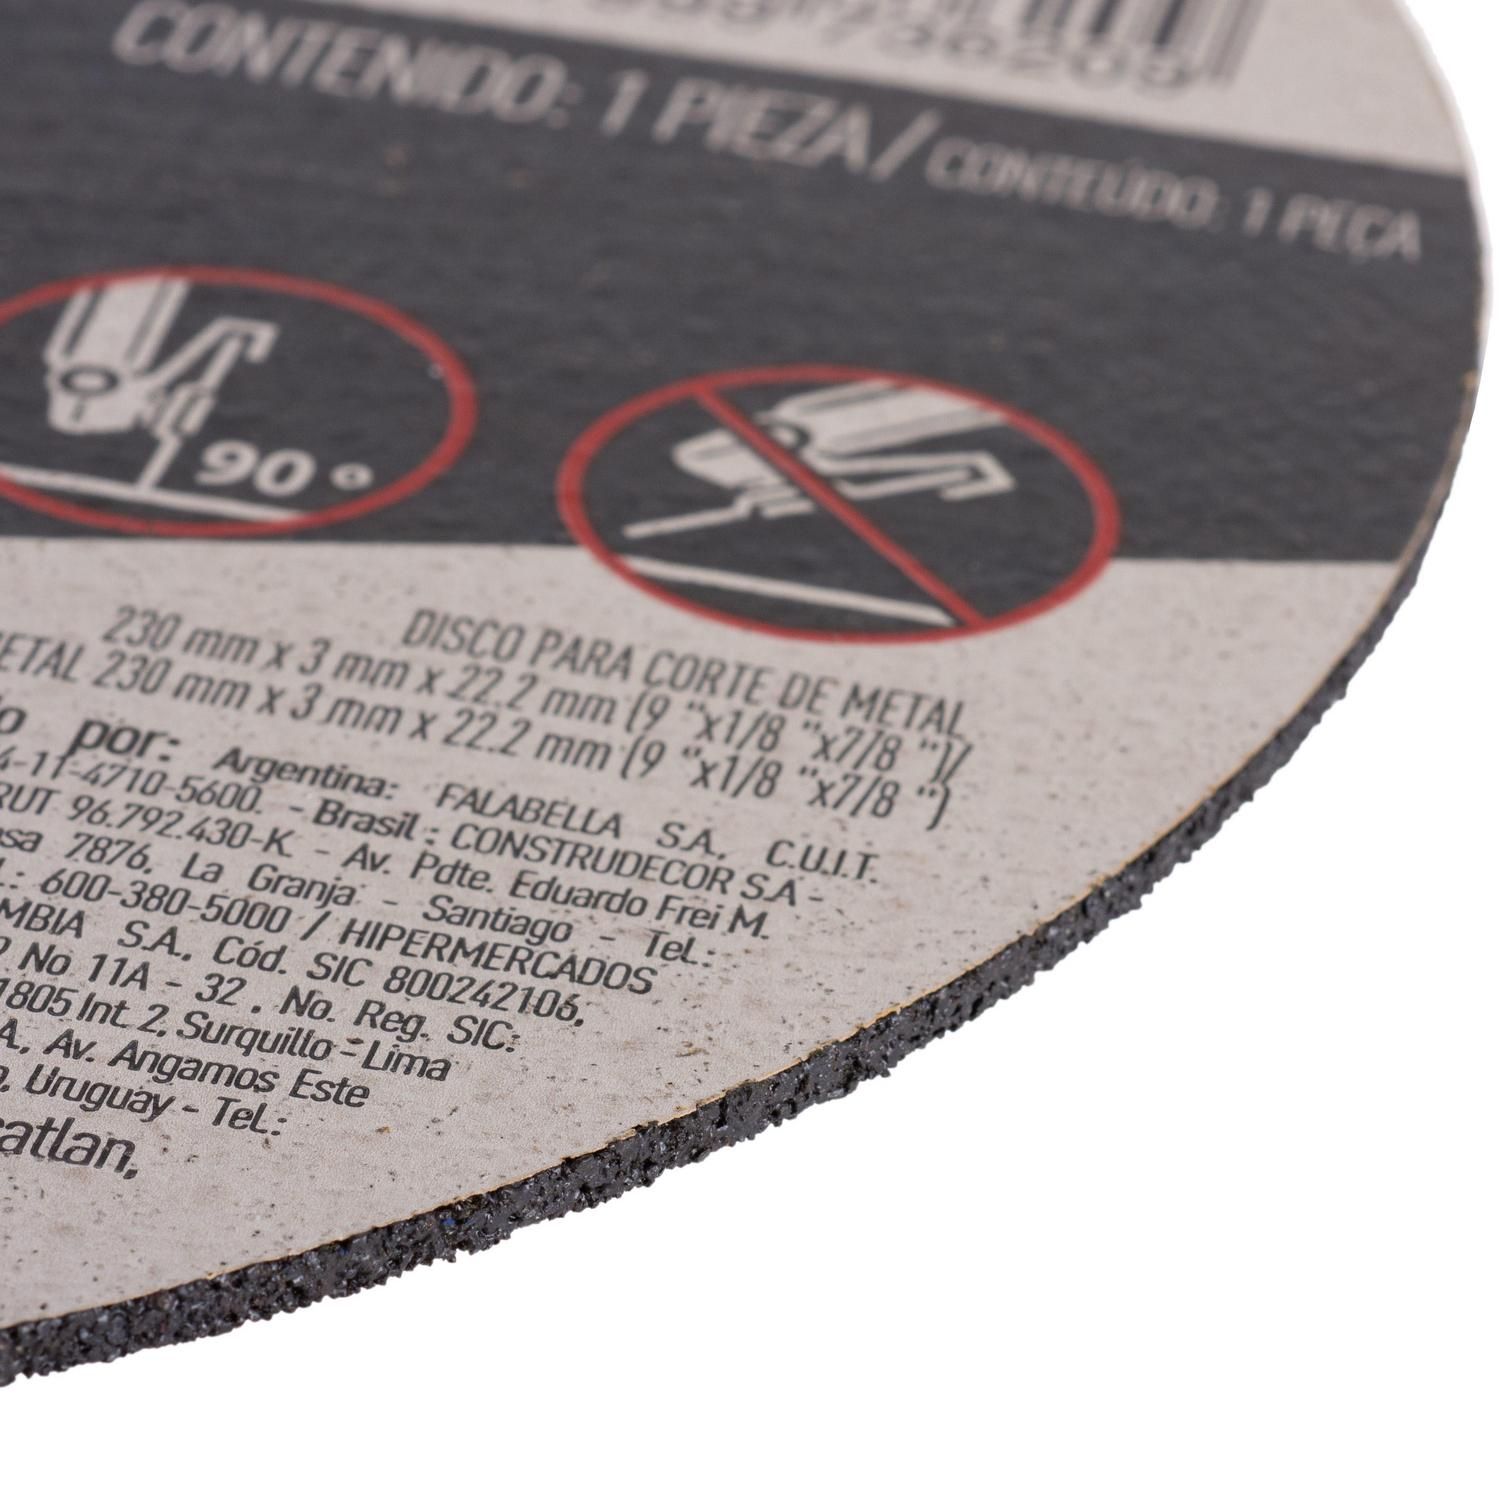 CONTENIDO: 1 PIEZA / CONTEÚDO: 1 PEÇA
90°
DISCO PARA CORTE DE METAL
230 mm x 3 mm x 22.2 mm (9 "x1/8 "x7/8 ")/
METAL 230 mm x 3 mm x 22.2 mm (9 "x1/8 "x7/8 ")
por: Argentina: FALABELLA S.A., C.U.I.T.
4-11-4710-5600. - Brasil : CONSTRUDECOR S.A -
RUT 96.792.430-K - Av. Pdte. Eduardo Frei M.
7876, La Granja - Santiago - Tel.:
600-380-5000 / HIPERMERCADOS
S.A., Cód. SIC 800242106,
No 11A - 32 , No. Reg. SIC:
1805 Int. 2, Surquillo - Lima
A., Av. Angamos Este
Uruguay - Tel.:
atlan,